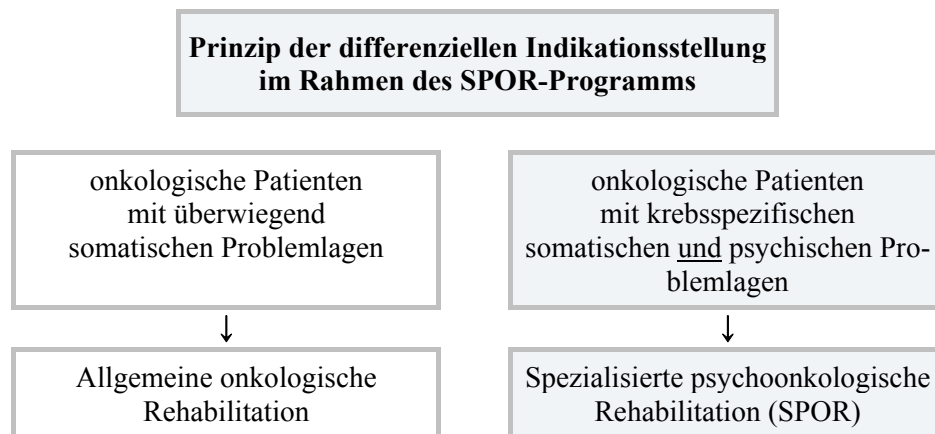 Prinzip der differenziellen Indikationsstellung
im Rahmen des SPOR-Programms
onkologische Patienten
mit überwiegend
somatischen Problemlagen
onkologische Patienten
mit krebsspezifischen
somatischen und psychischen Pro-
blemlagen
↓
↓
Allgemeine onkologische
Rehabilitation
Spezialisierte psychoonkologische
Rehabilitation (SPOR)